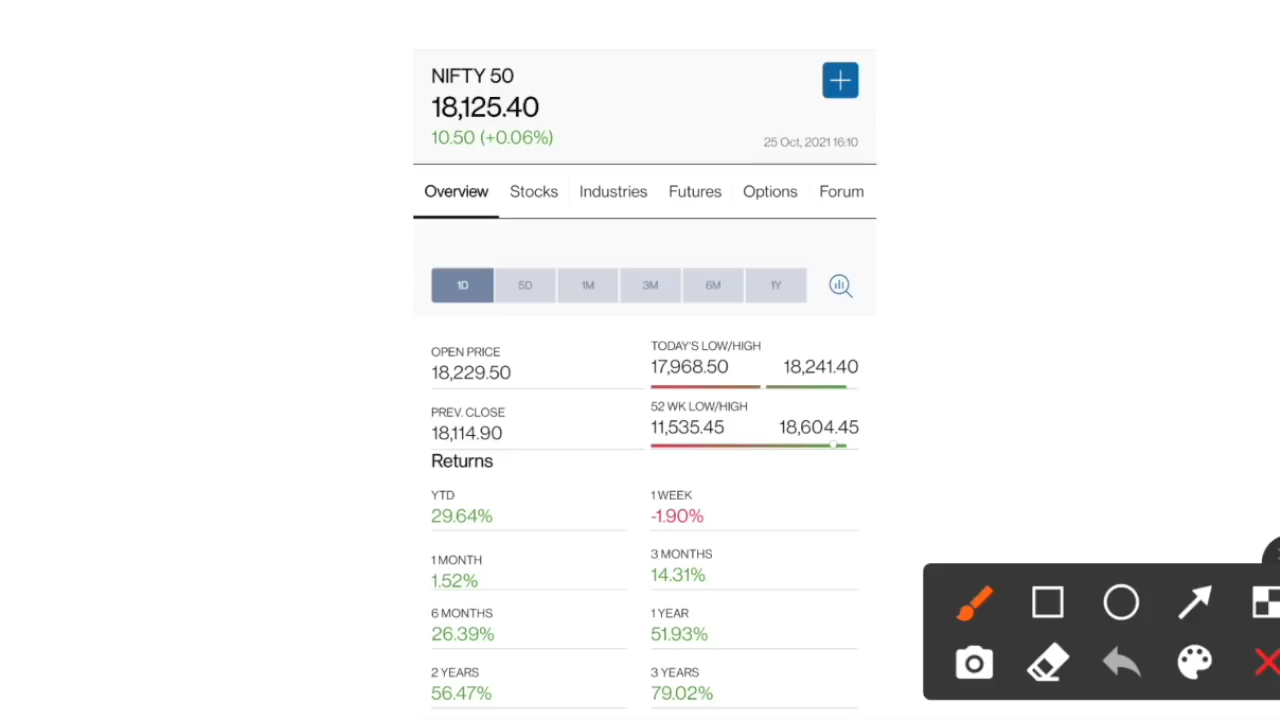 NIFTY 50
18,125.40
10.50 (+0.06%)
25 Oct, 2021 16:10
Overview Stocks Industries Futures Options Forum
1D 5D 1M 3M 6M 1Y
OPEN PRICE
18,229.50
TODAY'S LOW/HIGH
17,968.50 18,241.40
PREV. CLOSE
18,114.90
52 WK LOW/HIGH
11,535.45 18,604.45
Returns
YTD
29.64%
1 WEEK
-1.90%
1 MONTH
1.52%
3 MONTHS
14.31%
6 MONTHS
26.39%
1 YEAR
51.93%
2 YEARS
56.47%
3 YEARS
79.02%